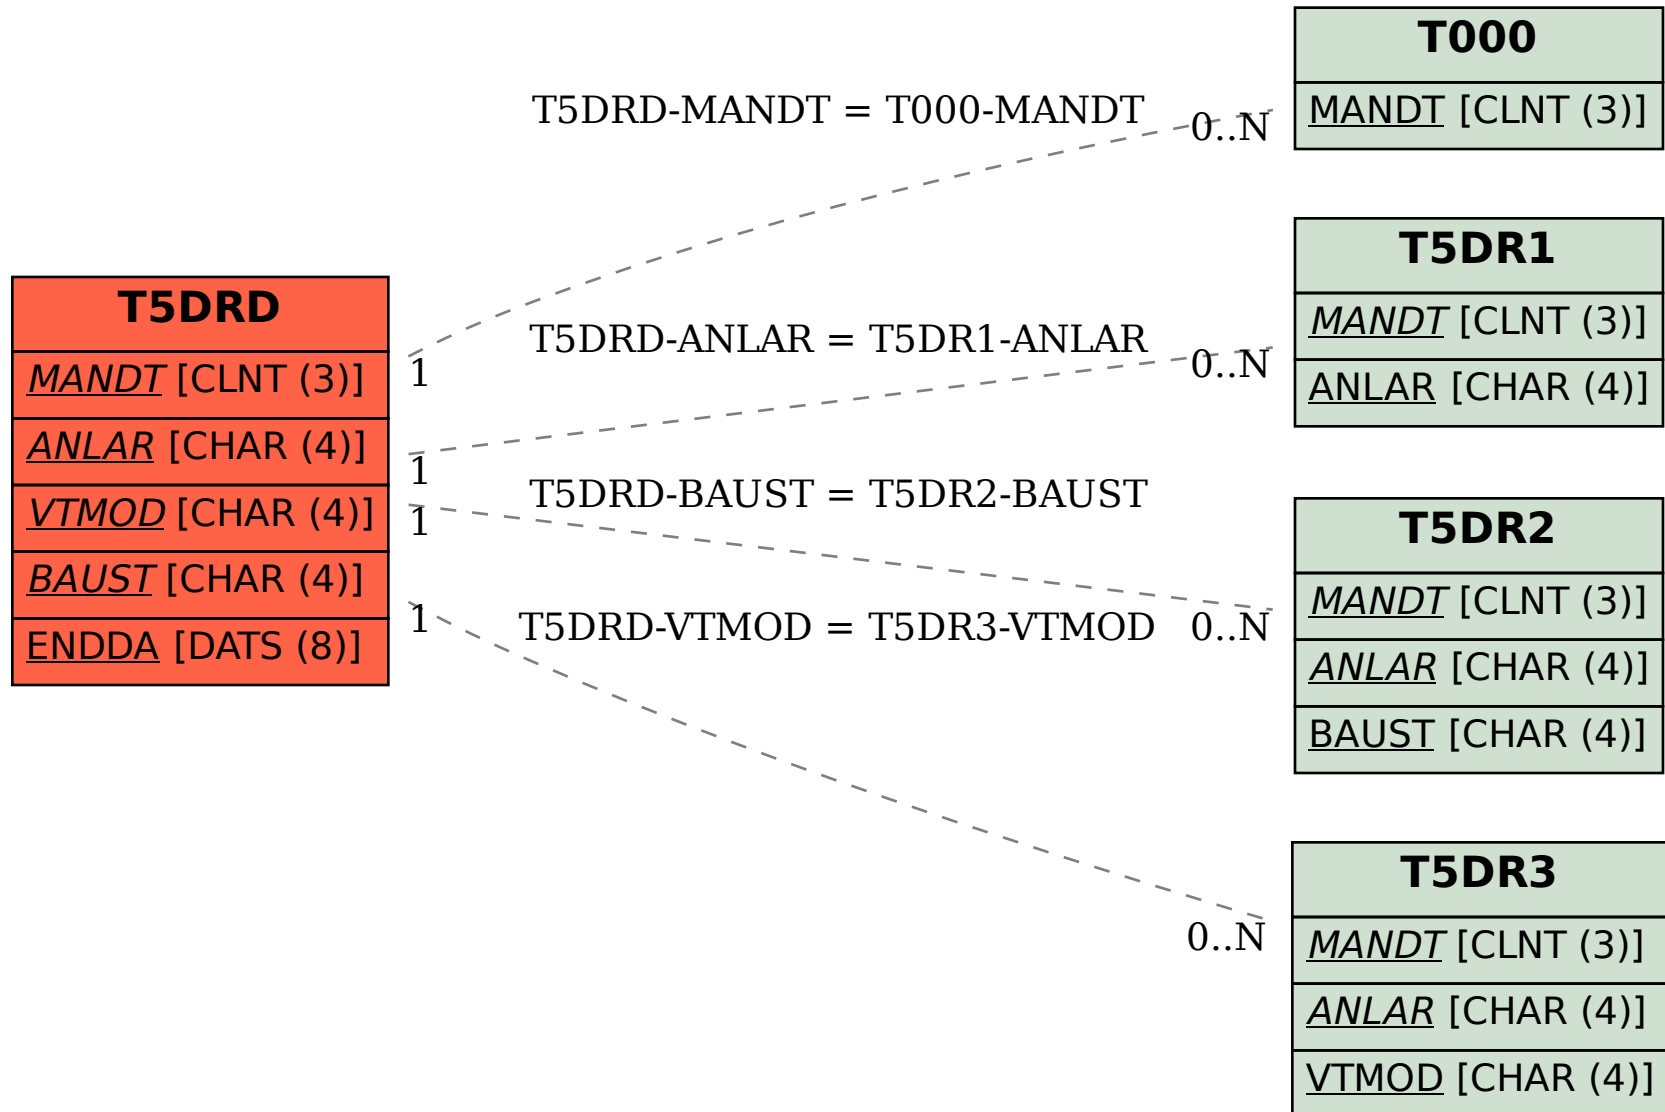 T5DRD
MANDT [CLNT (3)]
ANLAR [CHAR (4)]
VTMOD [CHAR (4)]
BAUST [CHAR (4)]
ENDDA [DATS (8)]
T5DRD-MANDT = T000-MANDT
1
0..N
T5DRD-ANLAR = T5DR1-ANLAR
1
0..N
T5DRD-BAUST = T5DR2-BAUST
1
0..N
T5DRD-VTMOD = T5DR3-VTMOD
1
0..N
T000
MANDT [CLNT (3)]
T5DR1
MANDT [CLNT (3)]
ANLAR [CHAR (4)]
T5DR2
MANDT [CLNT (3)]
ANLAR [CHAR (4)]
BAUST [CHAR (4)]
T5DR3
MANDT [CLNT (3)]
ANLAR [CHAR (4)]
VTMOD [CHAR (4)]